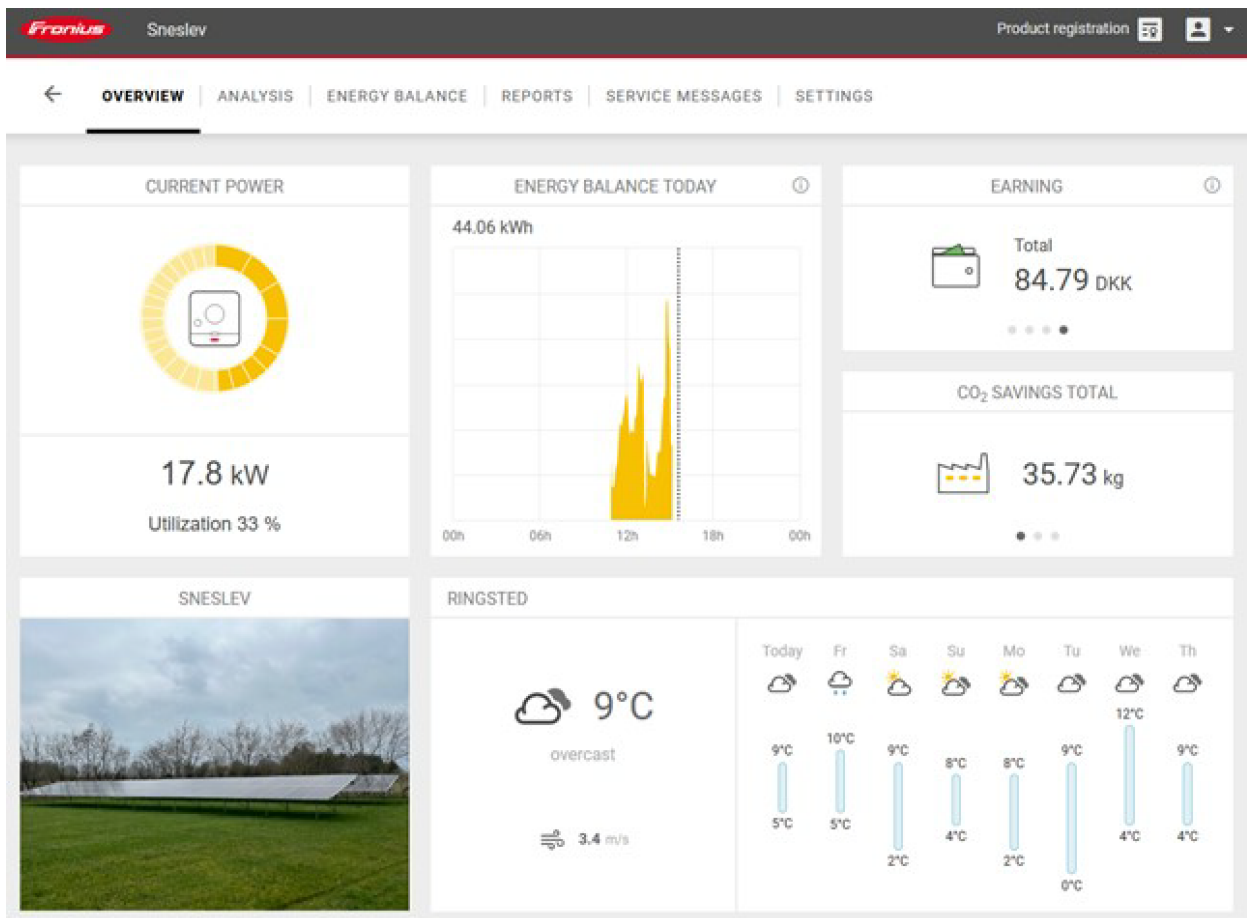 Fronius
Sneslev
Product registration
OVERVIEW
ANALYSIS
ENERGY BALANCE
REPORTS
SERVICE MESSAGES
SETTINGS
CURRENT POWER
17.8 kW
Utilization 33 %
ENERGY BALANCE TODAY
44.06 kWh
00h 06h 12h 18h 00h
EARNING
Total
84.79 DKK
CO₂ SAVINGS TOTAL
35.73 kg
SNESLEV
RINGSTED
9°C
overcast
3.4 m/s
Today Fr Sa Su Mo Tu We Th
9°C 10°C 9°C 8°C 8°C 9°C 12°C 9°C
5°C 5°C 2°C 4°C 2°C 0°C 4°C 4°C